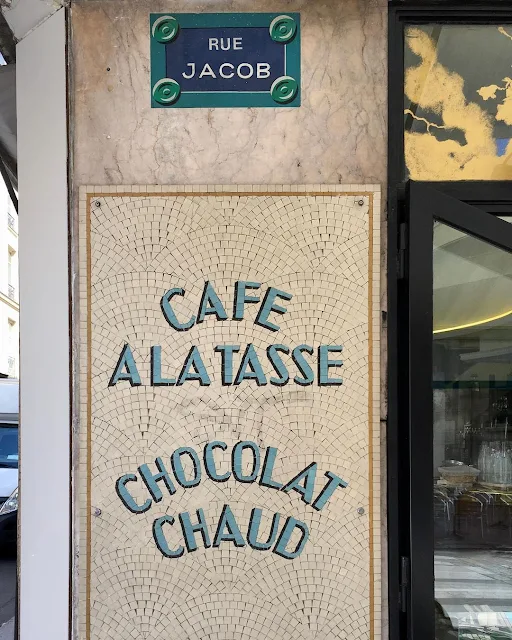 RUE
JACOB
CAFE
A LA TASSE
CHOCOLAT
CHAUD